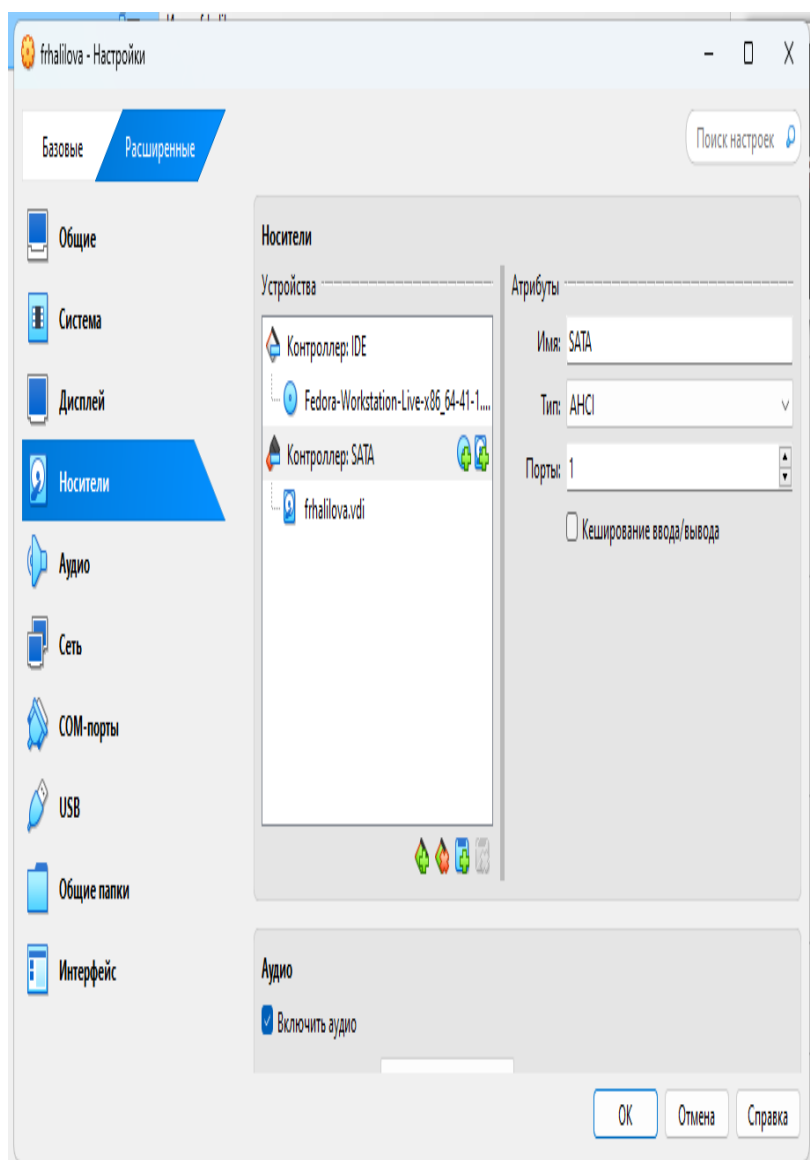 frhalilova - Настройки
Базовые
Расширенные
Поиск настроек
Общие
Система
Дисплей
Носители
Аудио
Сеть
COM-порты
USB
Общие папки
Интерфейс
Носители
Устройства
Контроллер: IDE
Fedora-Workstation-Live-x86_64-41-1....
Контроллер: SATA
frhalilova.vdi
Атрибуты
Имя: SATA
Тип: AHCI
Порты: 1
Кеширование ввода/вывода
Аудио
Включить аудио
OK
Отмена
Справка